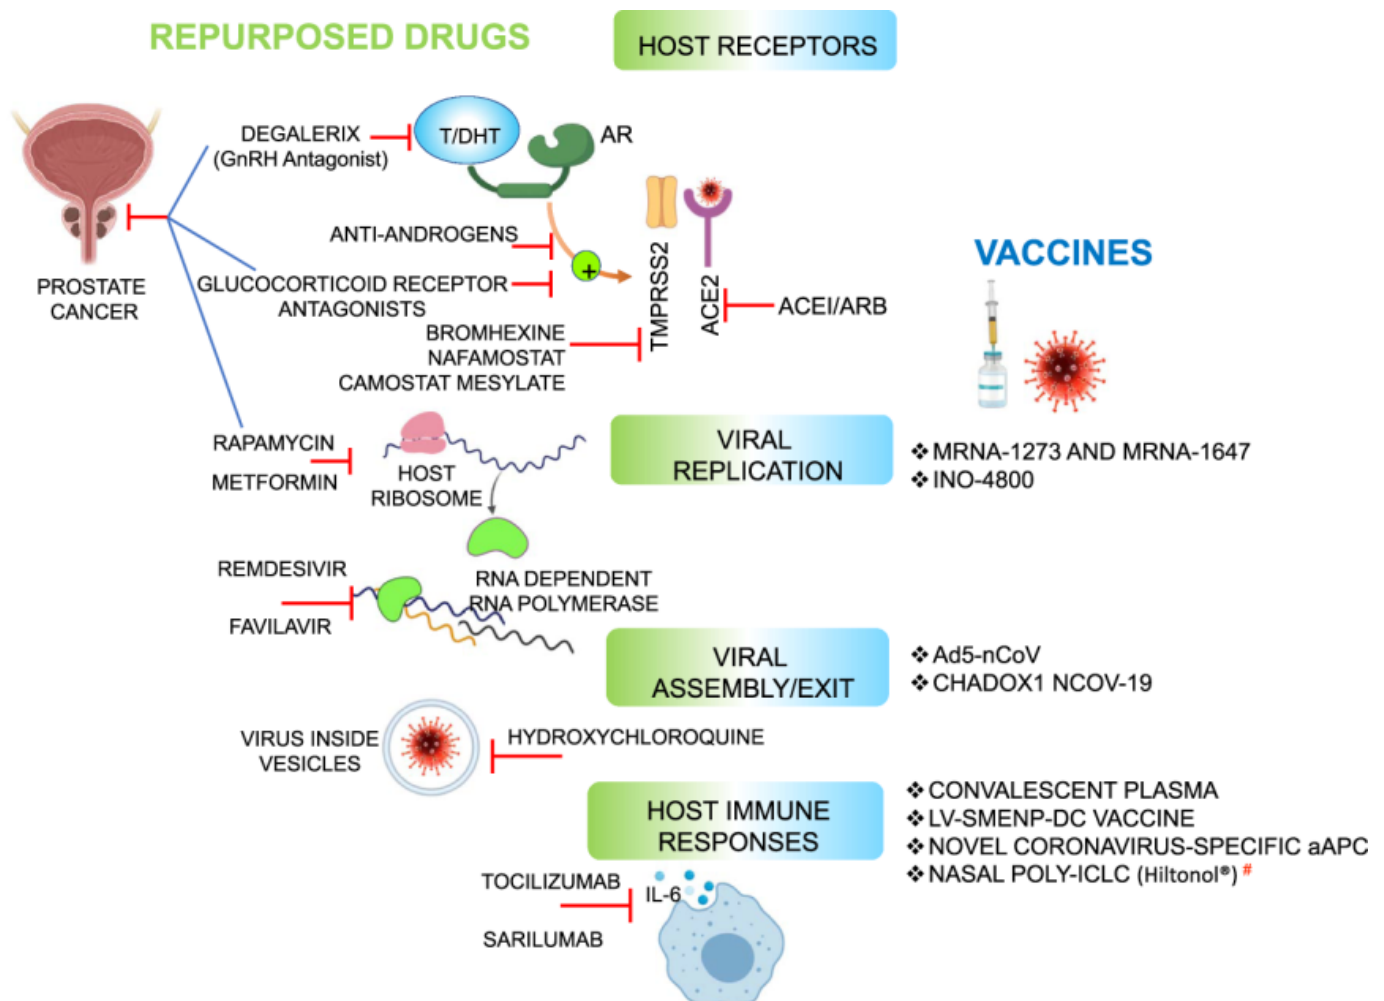 REPURPOSED DRUGS
HOST RECEPTORS
DEGALERIX
(GnRH Antagonist)
T/DHT
AR
ANTI-ANDROGENS
+
GLUCOCORTICOID RECEPTOR
ANTAGONISTS
PROSTATE
CANCER
BROMHEXINE
NAFAMOSTAT
CAMOSTAT MESYLATE
TMPRSS2
ACE2
ACEI/ARB
VACCINES
RAPAMYCIN
METFORMIN
HOST
RIBOSOME
VIRAL
REPLICATION
❖MRNA-1273 AND MRNA-1647
❖INO-4800
REMDESIVIR
FAVILAVIR
RNA DEPENDENT
RNA POLYMERASE
VIRAL
ASSEMBLY/EXIT
❖Ad5-nCoV
❖CHADOX1 NCOV-19
VIRUS INSIDE
VESICLES
HYDROXYCHLOROQUINE
HOST IMMUNE
RESPONSES
❖CONVALESCENT PLASMA
❖LV-SMENP-DC VACCINE
❖NOVEL CORONAVIRUS-SPECIFIC aAPC
❖NASAL POLY-ICLC (Hiltonol®) #
TOCILIZUMAB
SARILUMAB
IL-6